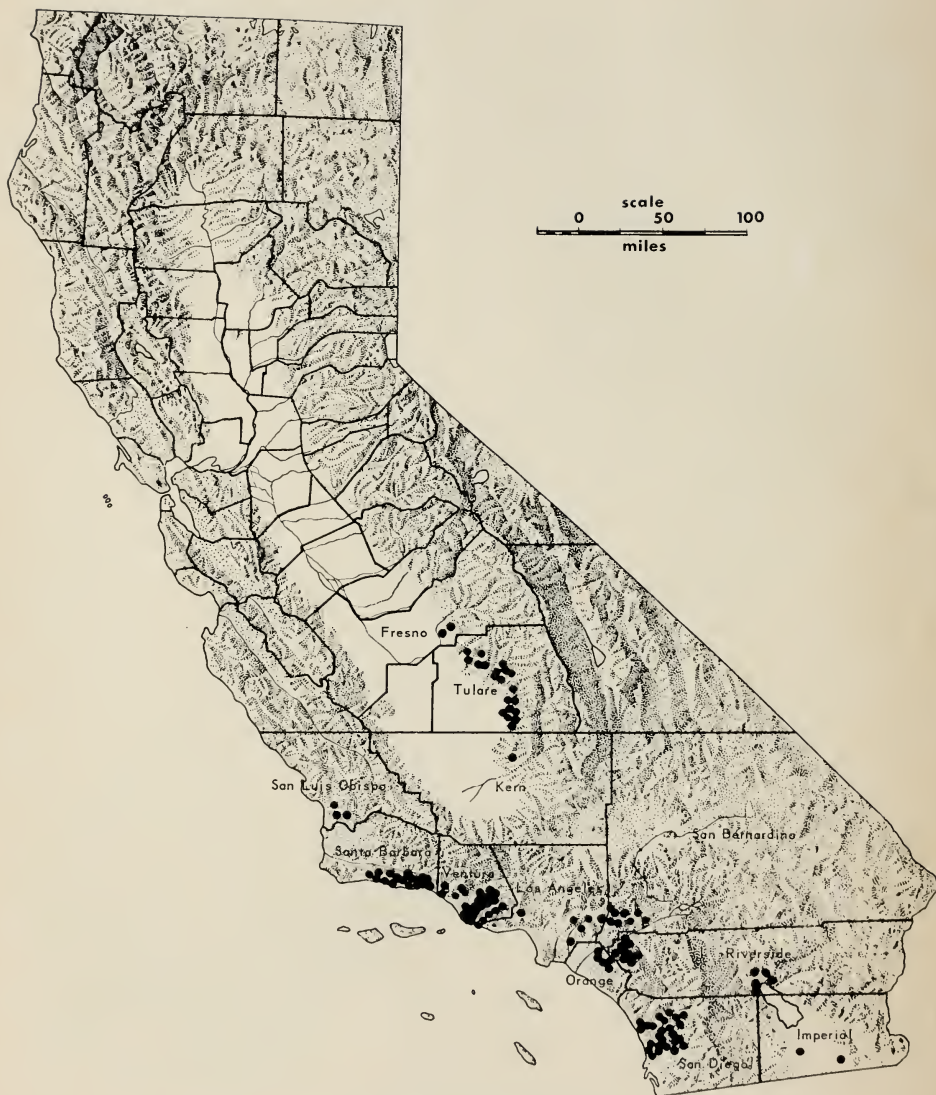 scale
0 50 100
miles
Fresno
Tulare
San Luis Obispo
Kern
San Bernardino
Santa Barbara
Ventura
Los Angeles
Riverside
Orange
Imperial
San Diego